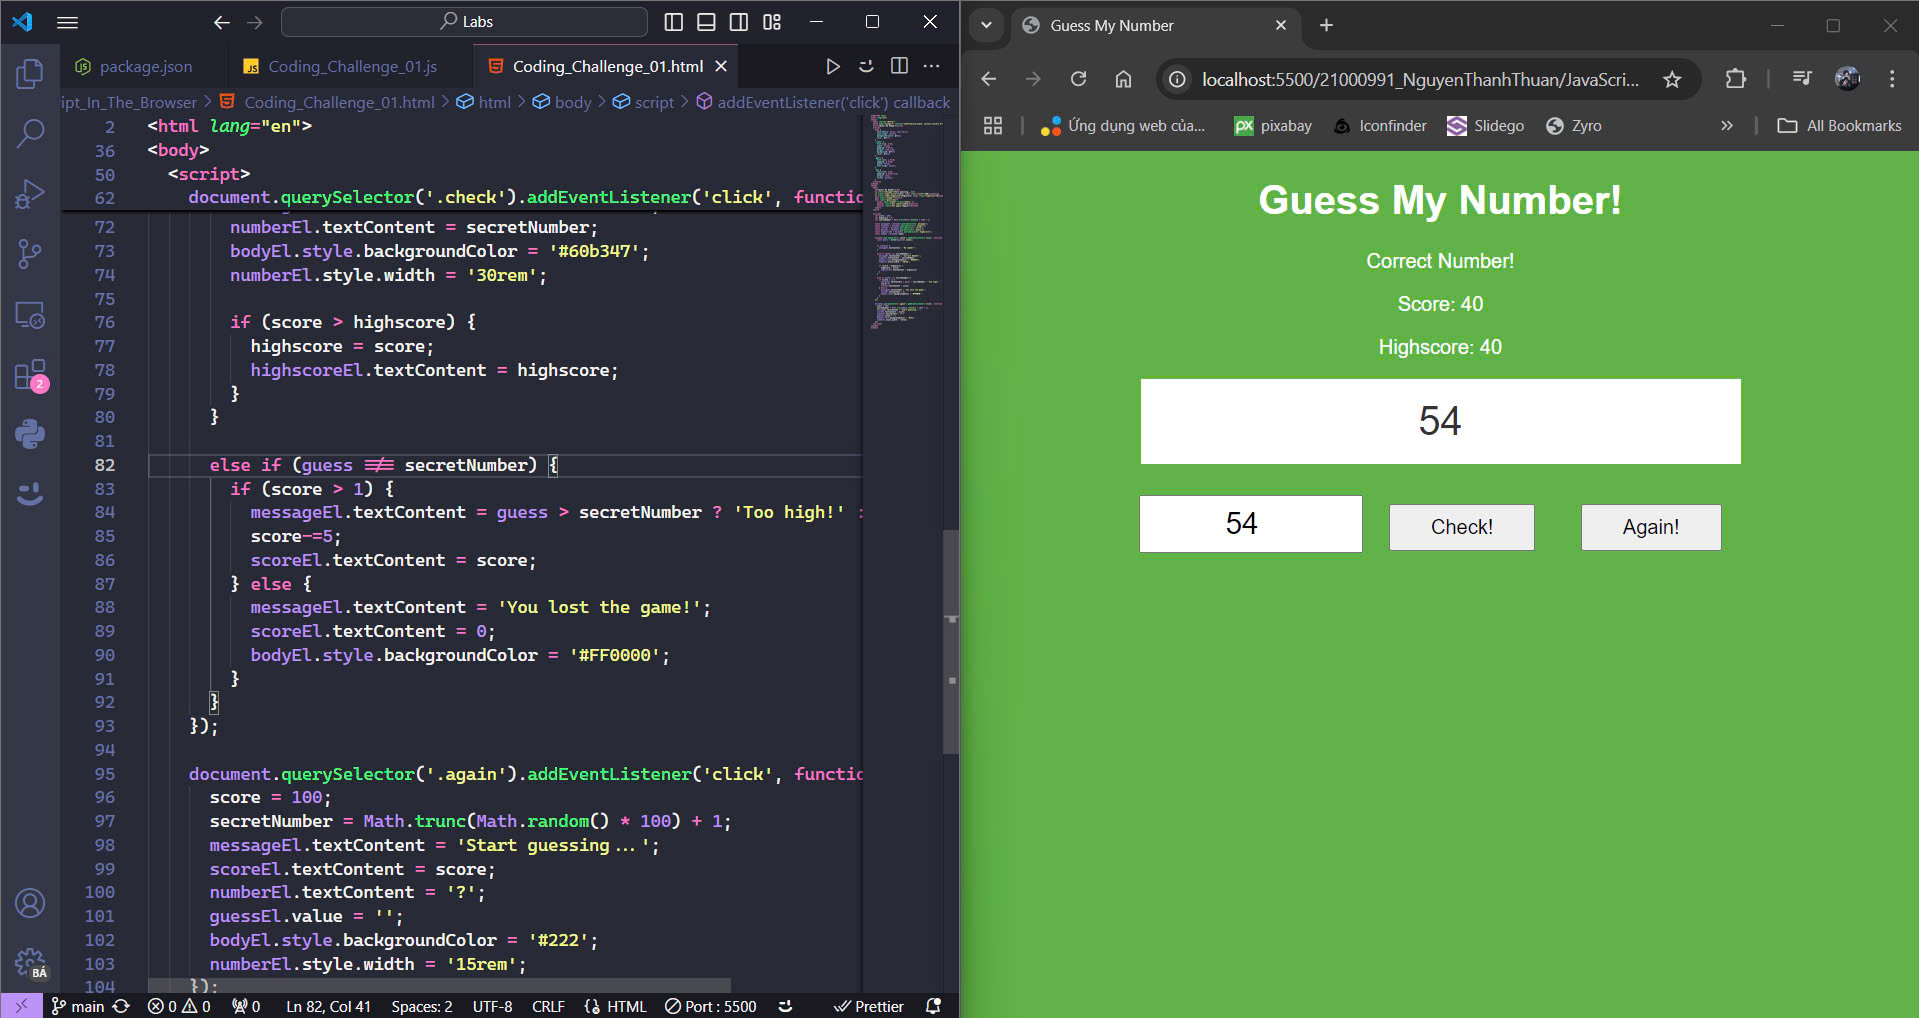 Labs
package.json
JS Coding_Challenge_01.js
Coding_Challenge_01.html
ipt_In_The_Browser > Coding_Challenge_01.html > html > body > script > addEventListener('click') callback
2 <html lang="en">
36 <body>
50 <script>
62 document.querySelector('.check').addEventListener('click', functio
72 numberEl.textContent = secretNumber;
73 bodyEl.style.backgroundColor = '#60b347';
74 numberEl.style.width = '30rem';
75
76 if (score > highscore) {
77 highscore = score;
78 highscoreEl.textContent = highscore;
79 }
80 }
81
82 else if (guess !== secretNumber) {
83 if (score > 1) {
84 messageEl.textContent = guess > secretNumber ? 'Too high!' :
85 score-=5;
86 scoreEl.textContent = score;
87 } else {
88 messageEl.textContent = 'You lost the game!';
89 scoreEl.textContent = 0;
90 bodyEl.style.backgroundColor = '#FF0000';
91 }
92 }
93 });
94
95 document.querySelector('.again').addEventListener('click', functio
96 score = 100;
97 secretNumber = Math.trunc(Math.random() * 100) + 1;
98 messageEl.textContent = 'Start guessing...';
99 scoreEl.textContent = score;
100 numberEl.textContent = '?';
101 guessEl.value = '';
102 bodyEl.style.backgroundColor = '#222';
103 numberEl.style.width = '15rem';
104 });
2
BÁ
main 0 0 0 Ln 82, Col 41 Spaces: 2 UTF-8 CRLF HTML Port : 5500 Prettier
Guess My Number
localhost:5500/21000991_NguyenThanhThuan/JavaScri...
Ứng dụng web của... px pixabay Iconfinder Slidego Zyro » All Bookmarks
Guess My Number!
Correct Number!
Score: 40
Highscore: 40
54
54 Check! Again!